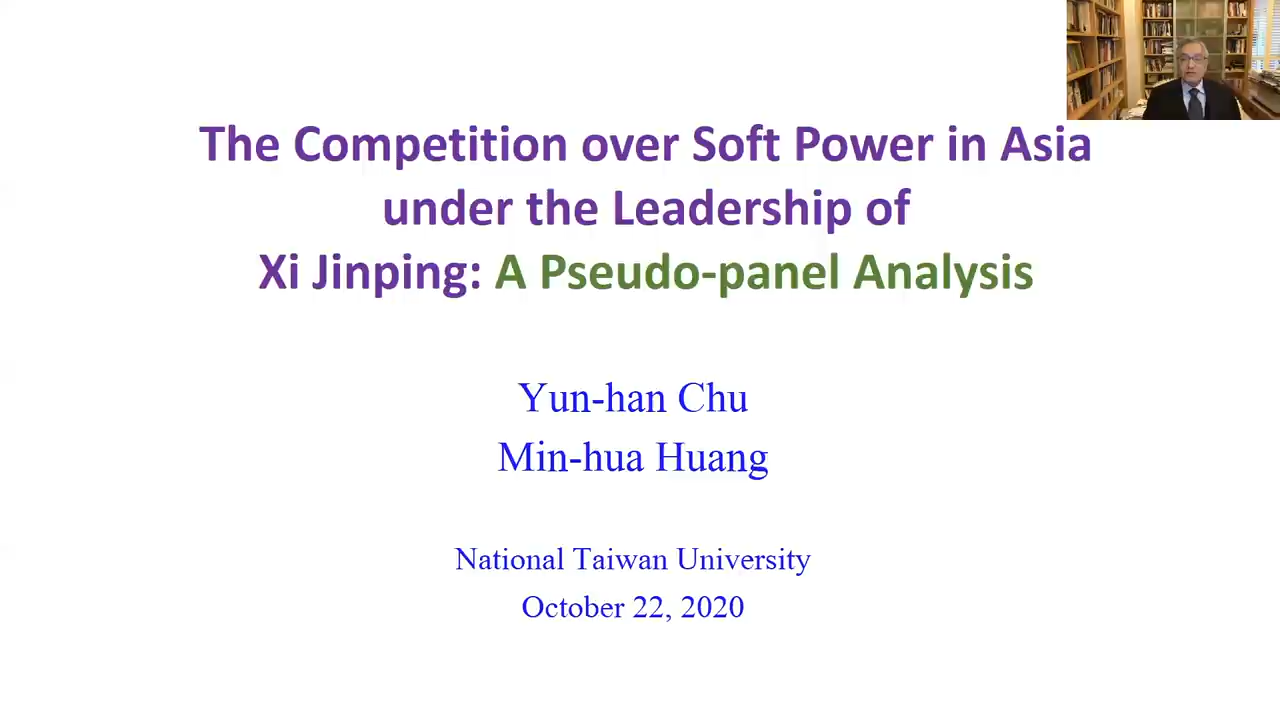 The Competition over Soft Power in Asia
under the Leadership of
Xi Jinping: A Pseudo-panel Analysis
Yun-han Chu
Min-hua Huang
National Taiwan University
October 22, 2020